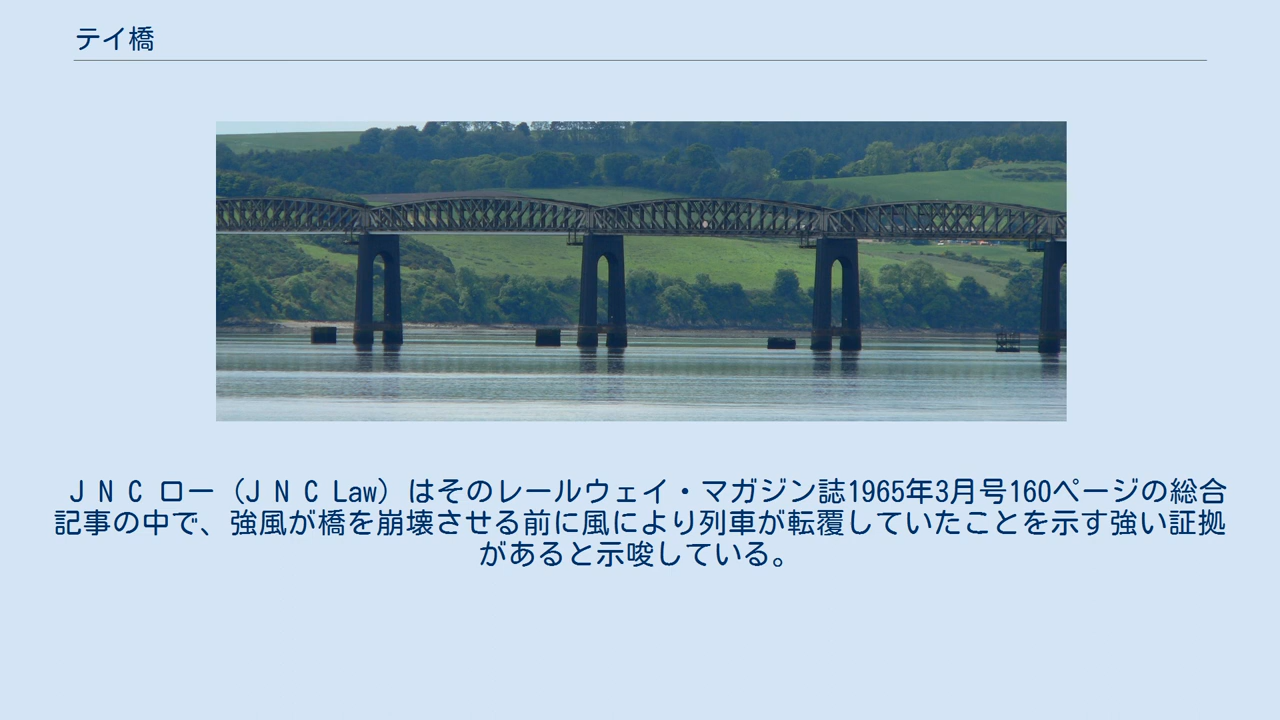 テイ橋
J N C ロー（J N C Law）はそのレールウェイ・マガジン誌1965年3月号160ページの総合
記事の中で、強風が橋を崩壊させる前に風により列車が転覆していたことを示す強い証拠
があると示唆している。